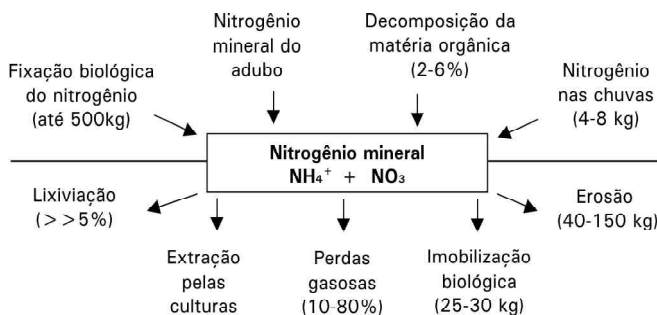 Nitrogênio
mineral do
adubo
Decomposição da
matéria orgânica
(2-6%)
Fixação biológica
do nitrogênio
(até 500kg)
Nitrogênio
nas chuvas
(4-8 kg)
Nitrogênio mineral
NH₄⁺ + NO₃
Lixiviação
(>>5%)
Erosão
(40-150 kg)
Extração
pelas
culturas
Perdas
gasosas
(10-80%)
Imobilização
biológica
(25-30 kg)